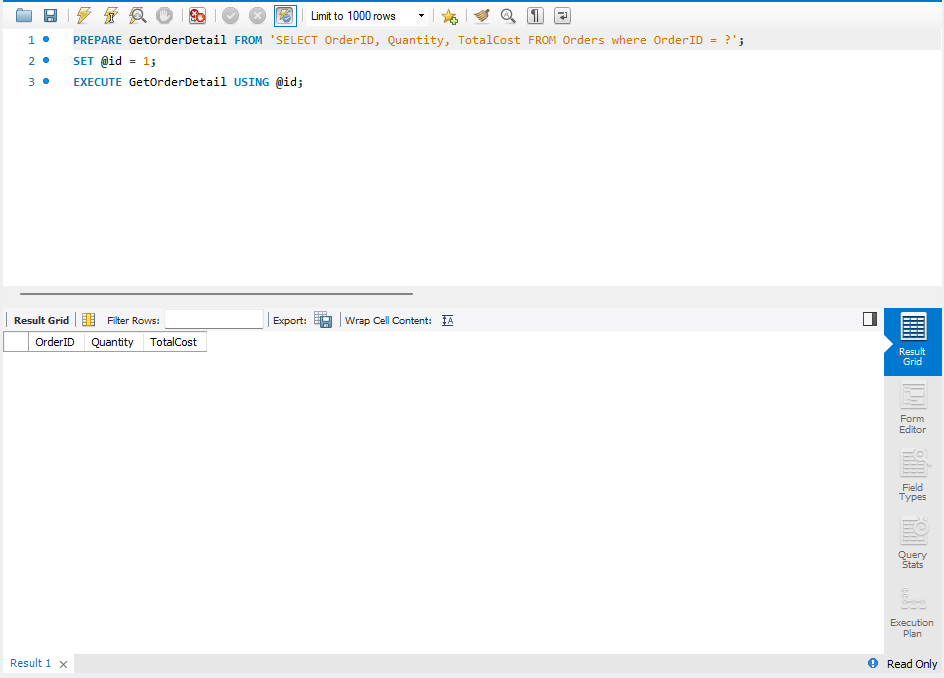 Limit to 1000 rows
1 PREPARE GetOrderDetail FROM 'SELECT OrderID, Quantity, TotalCost FROM Orders where OrderID = ?';
2 SET @id = 1;
3 EXECUTE GetOrderDetail USING @id;
Result Grid Filter Rows: Export: Wrap Cell Content:
OrderID Quantity TotalCost
Result
Grid
Form
Editor
Field
Types
Query
Stats
Execution
Plan
Result 1 Read Only